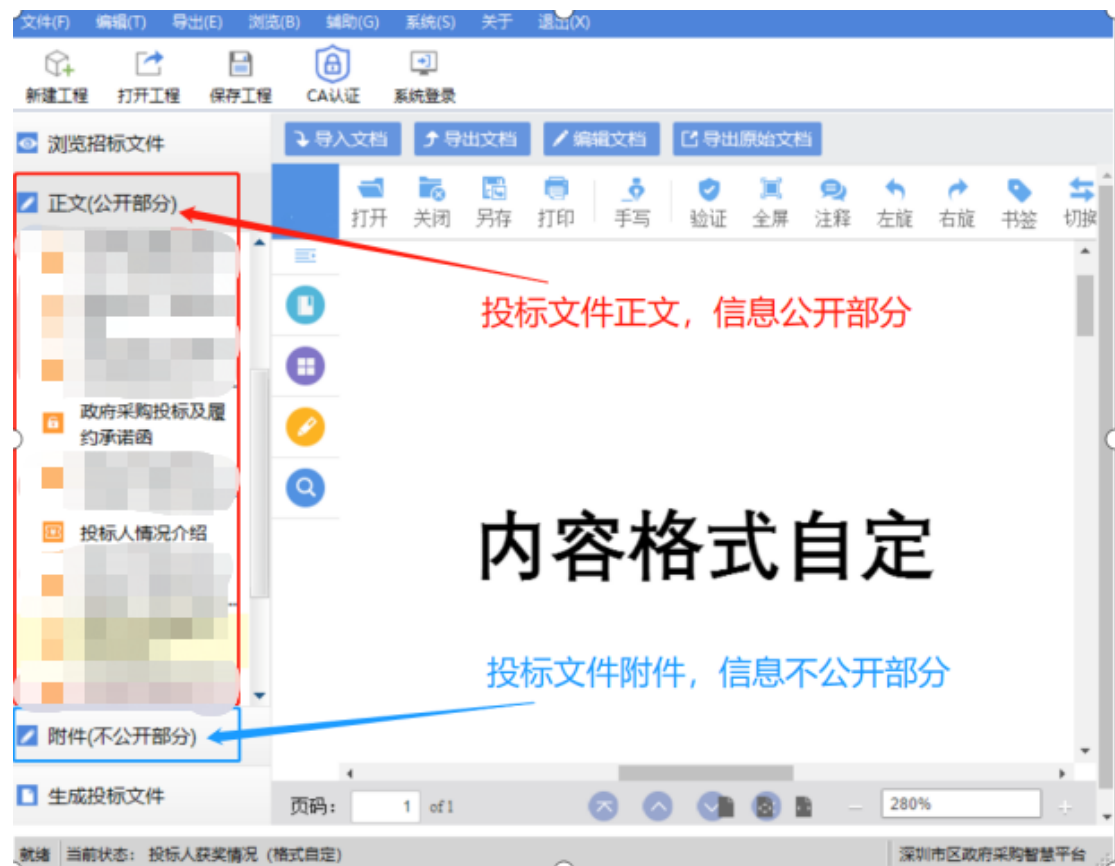 文件(F) 编辑(T) 导出(E) 浏览(B) 辅助(G) 系统(S) 关于 退出(X)
新建工程 打开工程 保存工程 CA认证 系统登录
浏览招标文件
导入文档 导出文档 编辑文档 导出原始文档
正文(公开部分)
打开 关闭 另存 打印 手写 验证 全屏 注释 左旋 右旋 书签 切换
投标文件正文，信息公开部分
政府采购投标及履
约承诺函
投标人情况介绍
内容格式自定
投标文件附件，信息不公开部分
附件(不公开部分)
生成投标文件
页码： 1 of 1 280%
就绪 当前状态： 投标人获奖情况（格式自定） 深圳市区政府采购智慧平台